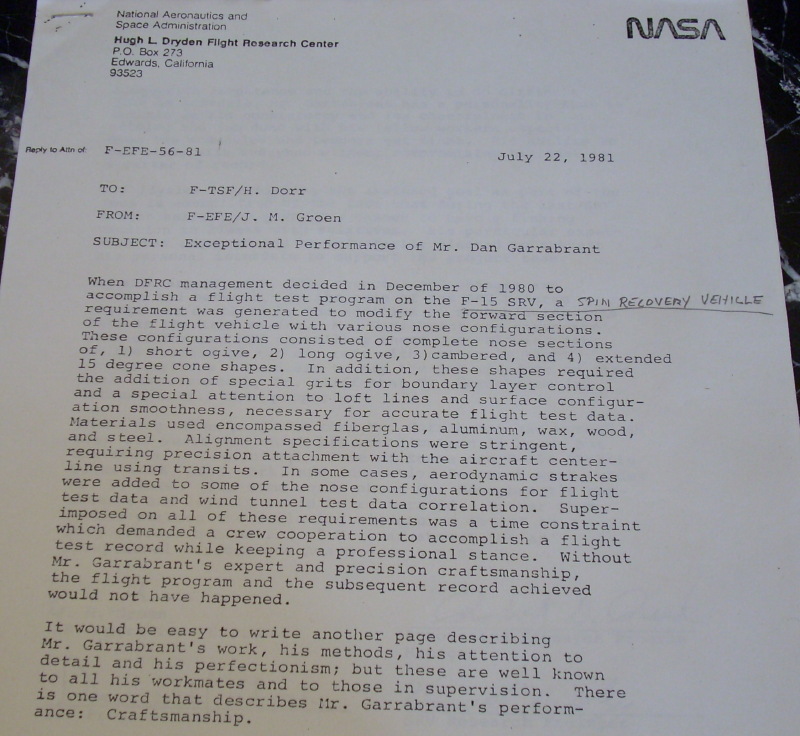 National Aeronautics and
Space Administration
NASA
Hugh L. Dryden Flight Research Center
P.O. Box 273
Edwards, California
93523
Reply to Attn of: F-EFE-56-81
July 22, 1981
TO: F-TSF/H. Dorr
FROM: F-EFE/J. M. Groen
SUBJECT: Exceptional Performance of Mr. Dan Garrabrant
When DFRC management decided in December of 1980 to
accomplish a flight test program on the F-15 SRV, a SPIN RECOVERY VEHICLE
requirement was generated to modify the forward section
of the flight vehicle with various nose configurations.
These configurations consisted of complete nose sections
of, 1) short ogive, 2) long ogive, 3)cambered, and 4) extended
15 degree cone shapes. In addition, these shapes required
the addition of special grits for boundary layer control
and a special attention to loft lines and surface configur-
ation smoothness, necessary for accurate flight test data.
Materials used encompassed fiberglas, aluminum, wax, wood,
and steel. Alignment specifications were stringent,
requiring precision attachment with the aircraft center-
line using transits. In some cases, aerodynamic strakes
were added to some of the nose configurations for flight
test data and wind tunnel test data correlation. Super-
imposed on all of these requirements was a time constraint
which demanded a crew cooperation to accomplish a flight
test record while keeping a professional stance. Without
Mr. Garrabrant's expert and precision craftsmanship,
the flight program and the subsequent record achieved
would not have happened.
It would be easy to write another page describing
Mr. Garrabrant's work, his methods, his attention to
detail and his perfectionism; but these are well known
to all his workmates and to those in supervision. There
is one word that describes Mr. Garrabrant's perform-
ance: Craftsmanship.